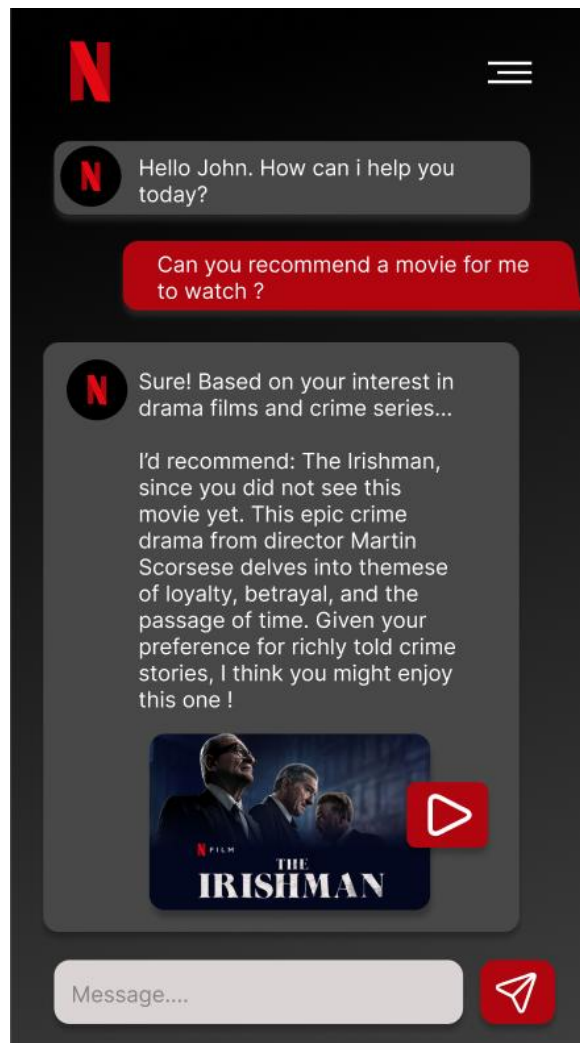 N
N
Hello John. How can i help you
today?
Can you recommend a movie for me
to watch ?
N
Sure! Based on your interest in
drama films and crime series...
I'd recommend: The Irishman,
since you did not see this
movie yet. This epic crime
drama from director Martin
Scorsese delves into themese
of loyalty, betrayal, and the
passage of time. Given your
preference for richly told crime
stories, I think you might enjoy
this one !
N FILM
THE
IRISHMAN
Message....